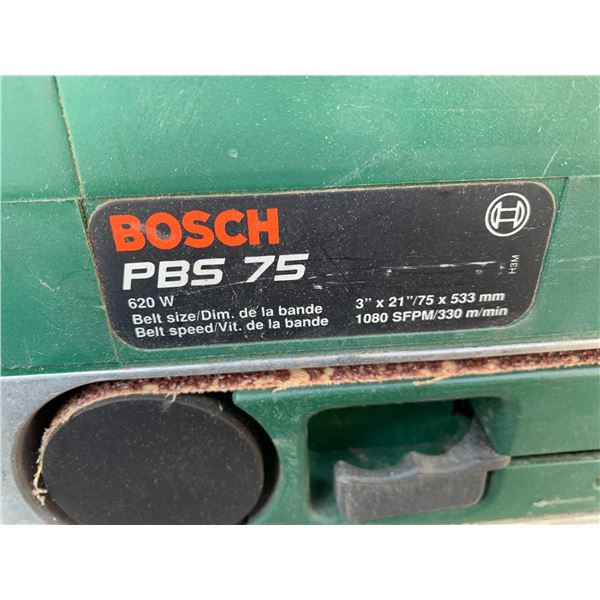 BOSCH
PBS 75
620 W
Belt size/Dim. de la bande 3" x 21"/75 x 533 mm
Belt speed/Vit. de la bande 1080 SFPM/330 m/min
H3M